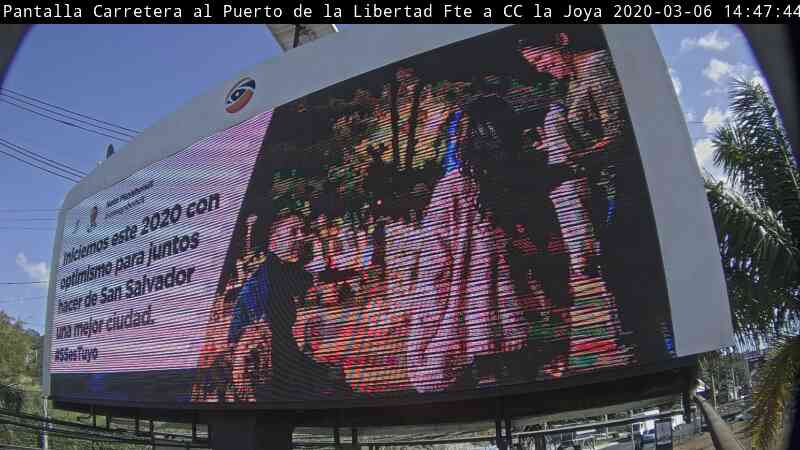 Pantalla Carretera al Puerto de la Libertad Fte a CC la Joya 2020-03-06 14:47:44
Iniciemos este 2020 con
optimismo para juntos
hacer de San Salvador
una mejor ciudad.
#SSesTuyo